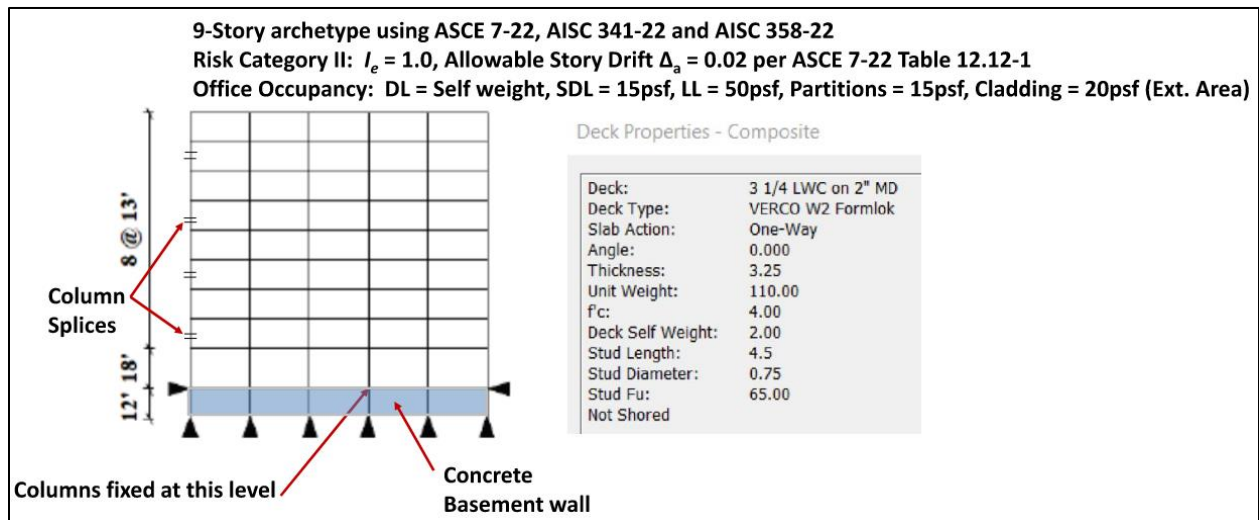 9-Story archetype using ASCE 7-22, AISC 341-22 and AISC 358-22
Risk Category II: Ie = 1.0, Allowable Story Drift Δa = 0.02 per ASCE 7-22 Table 12.12-1
Office Occupancy: DL = Self weight, SDL = 15psf, LL = 50psf, Partitions = 15psf, Cladding = 20psf (Ext. Area)
8 @ 13'
18'
12'
Column
Splices
Columns fixed at this level
Concrete
Basement wall
Deck Properties - Composite
Deck: 3 1/4 LWC on 2" MD
Deck Type: VERCO W2 Formlok
Slab Action: One-Way
Angle: 0.000
Thickness: 3.25
Unit Weight: 110.00
f'c: 4.00
Deck Self Weight: 2.00
Stud Length: 4.5
Stud Diameter: 0.75
Stud Fu: 65.00
Not Shored